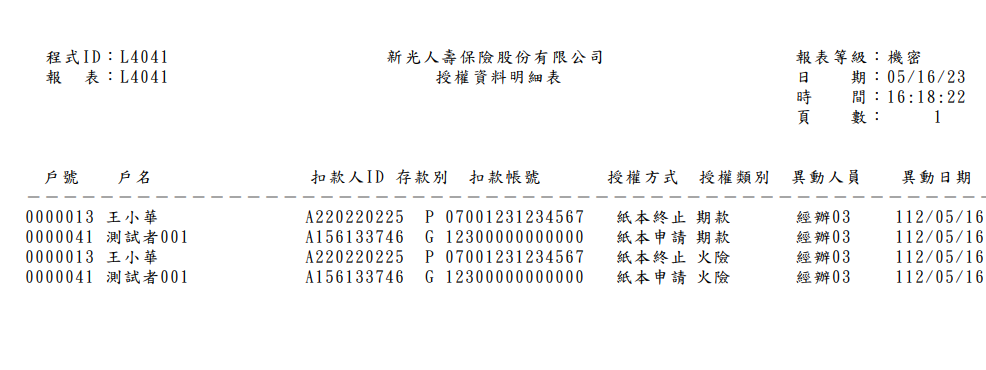 程式ID：L4041 新光人壽保險股份有限公司 報表等級：機密
報 表：L4041 授權資料明細表 日 期：05/16/23
時 間：16:18:22
頁 數： 1
戶號 戶名 扣款人ID 存款別 扣款帳號 授權方式 授權類別 異動人員 異動日期
0000013 王小華 A220220225 P 07001231234567 紙本終止 期款 經辦03 112/05/16
0000041 測試者001 A156133746 G 12300000000000 紙本申請 期款 經辦03 112/05/16
0000013 王小華 A220220225 P 07001231234567 紙本終止 火險 經辦03 112/05/16
0000041 測試者001 A156133746 G 12300000000000 紙本申請 火險 經辦03 112/05/16